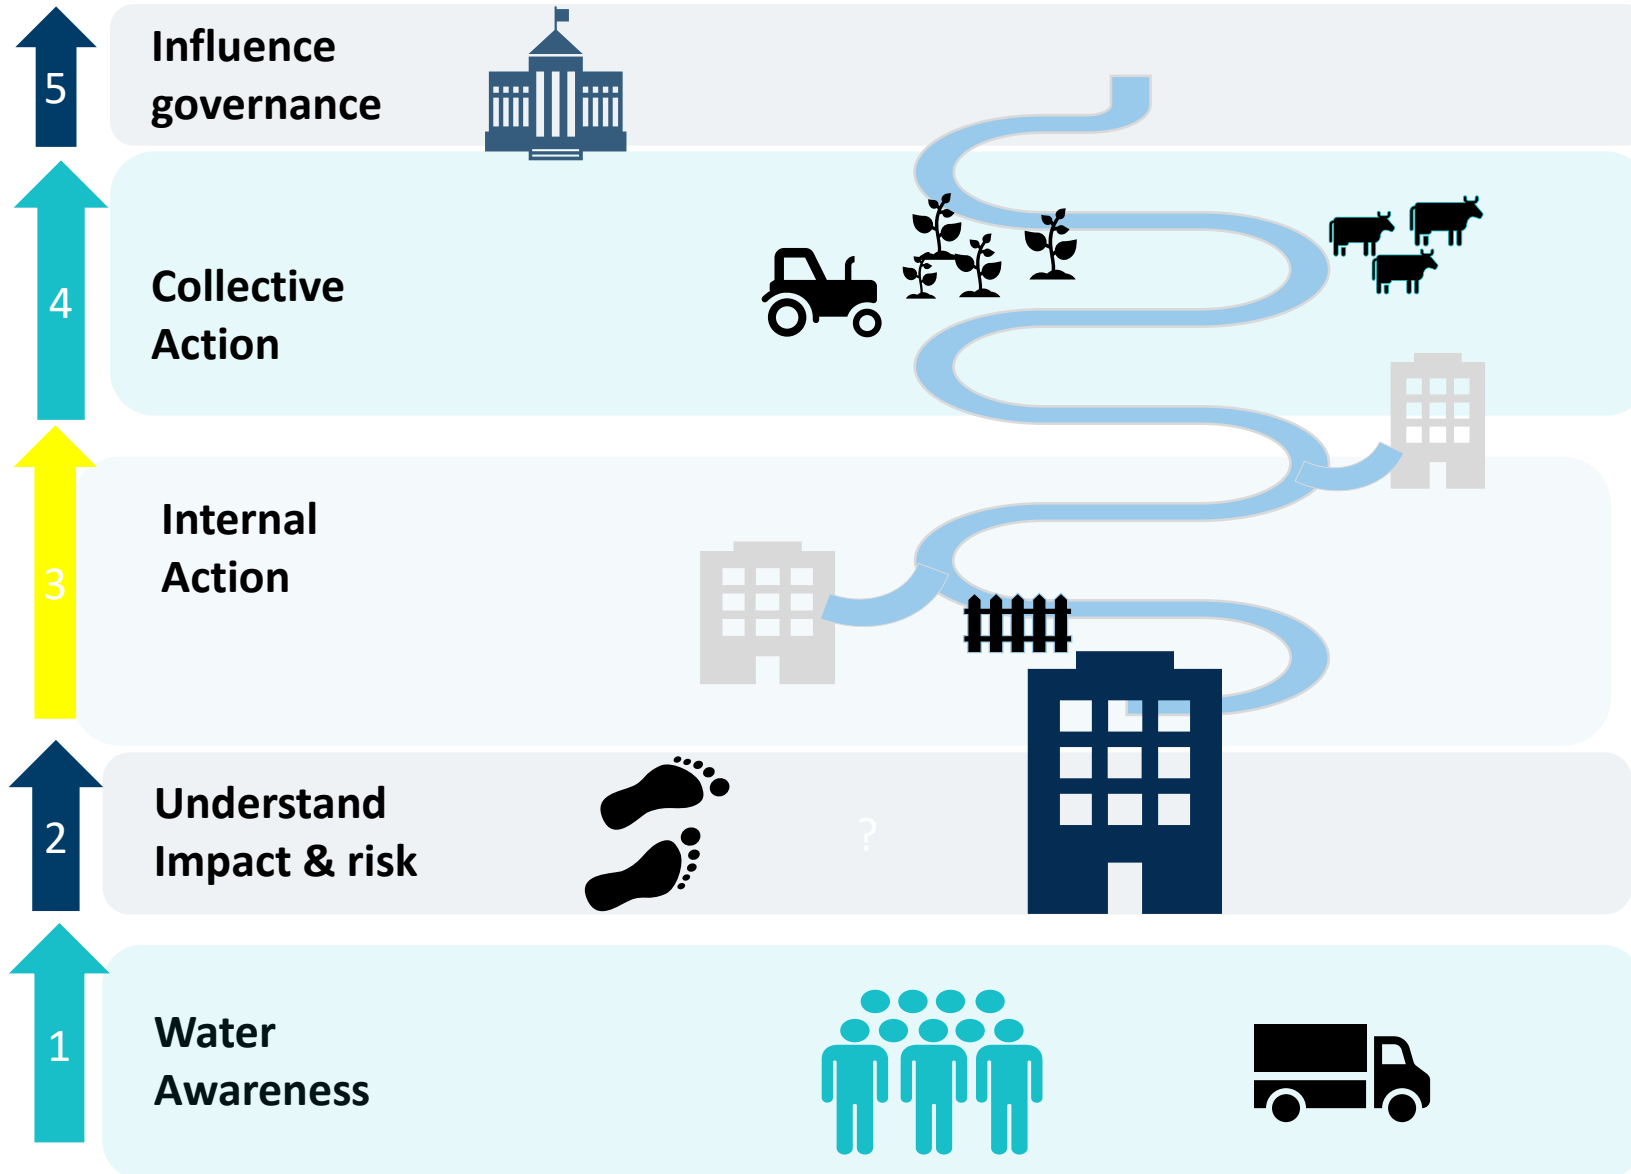 5
Influence
governance
4
Collective
Action
3
Internal
Action
2
Understand
Impact & risk
?
1
Water
Awareness